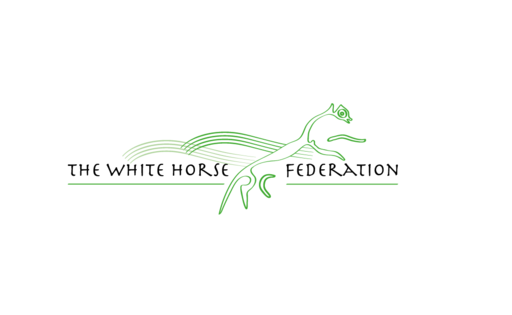 THE WHITE HORSE FEDERATION